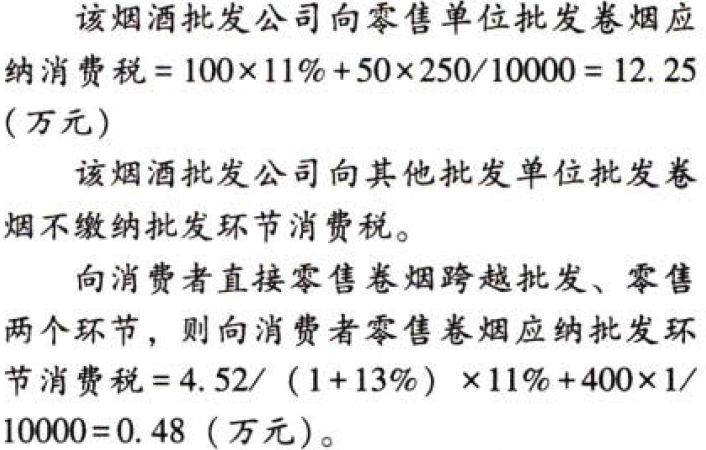 该烟酒批发公司向零售单位批发卷烟应
纳消费税=100×11%+50×250/10000=12.25
(万元)
该烟酒批发公司向其他批发单位批发卷
烟不缴纳批发环节消费税。
向消费者直接零售卷烟跨越批发、零售
两个环节，则向消费者零售卷烟应纳批发环
节消费税=4.52/（1+13%）×11%+400×1/
10000=0.48（万元）。